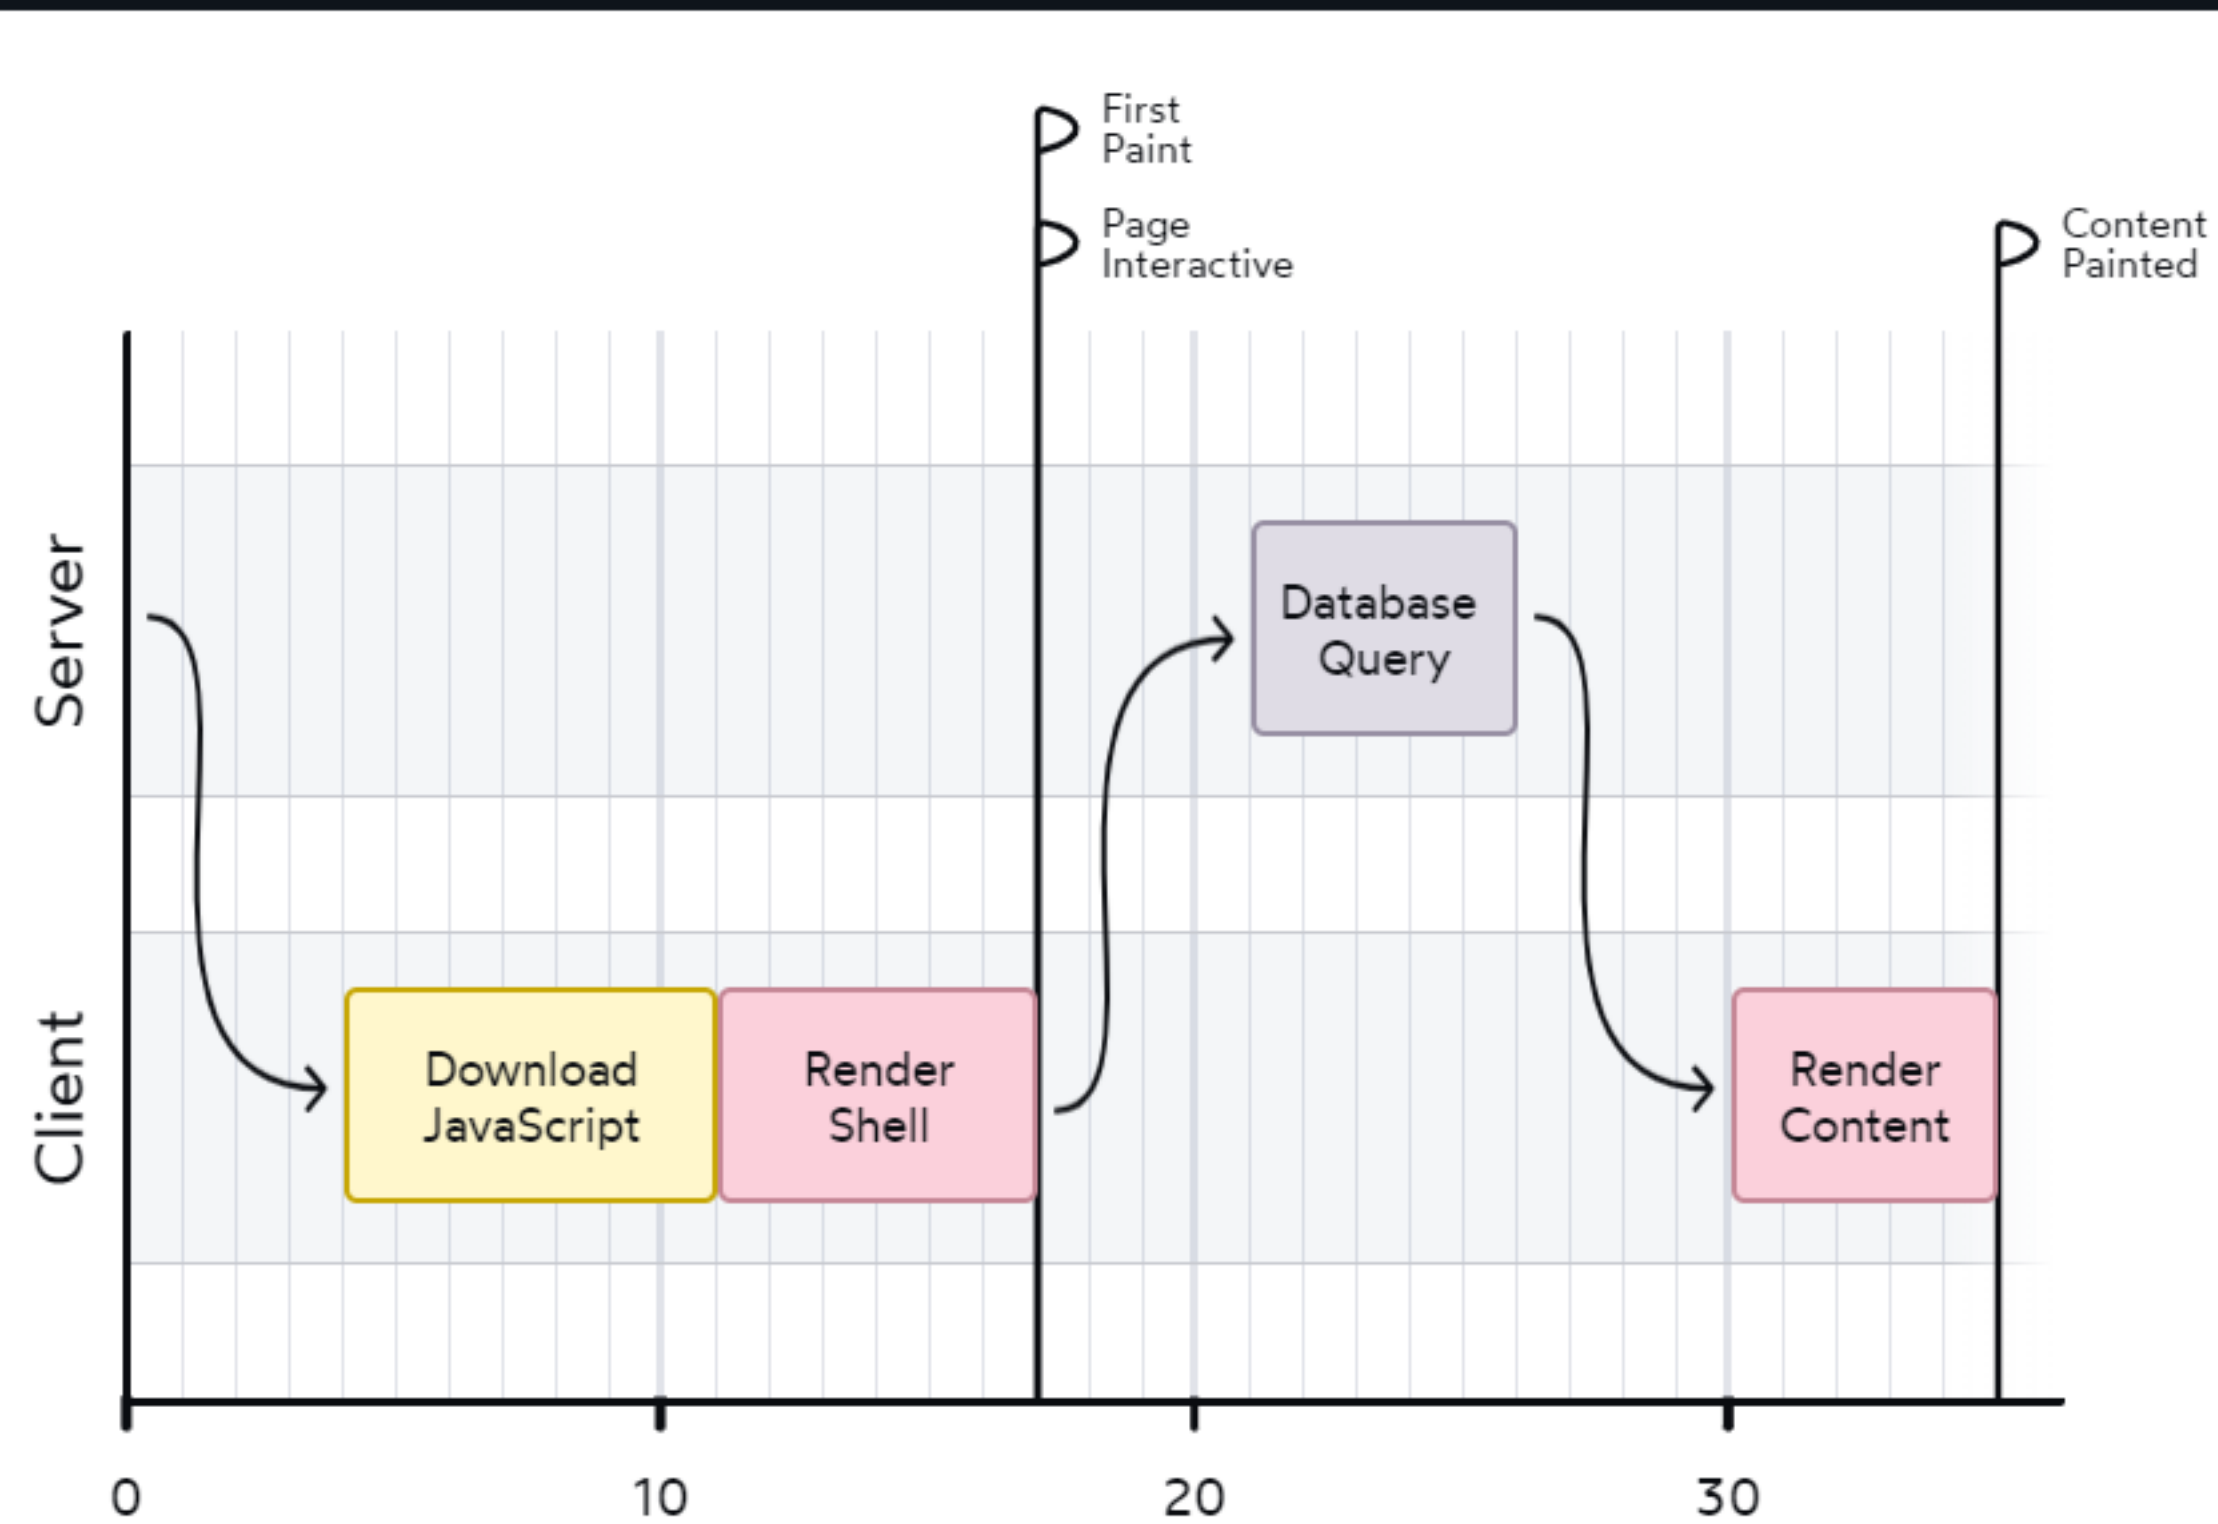 First
Paint
Page
Interactive
Content
Painted
Server
Database
Query
Client
Download
JavaScript
Render
Shell
Render
Content
0
10
20
30